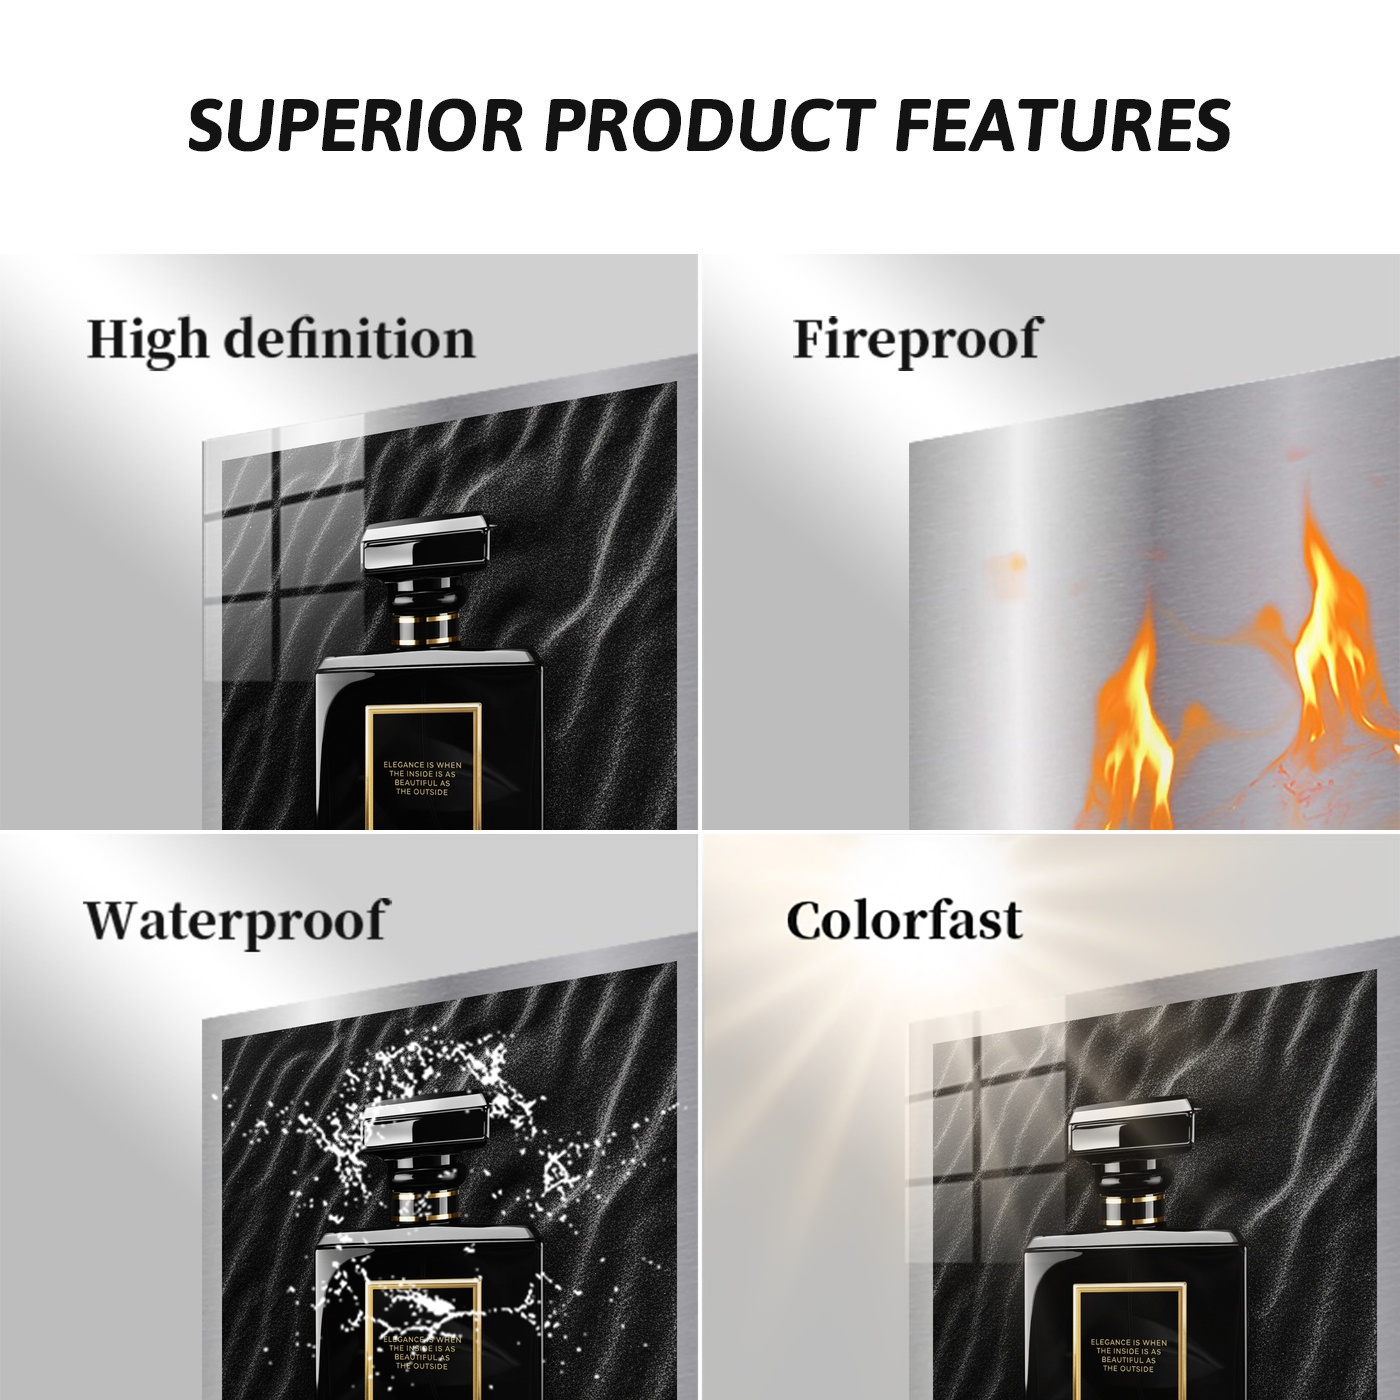 SUPERIOR PRODUCT FEATURES
High definition
Fireproof
ELEGANCE IS WHEN
THE INSIDE IS AS
BEAUTIFUL AS
THE OUTSIDE
Waterproof
Colorfast
ELEGANCE IS WHEN
THE INSIDE IS AS
BEAUTIFUL AS
THE OUTSIDE
ELEGANCE IS WHEN
THE INSIDE IS AS
BEAUTIFUL AS
THE OUTSIDE